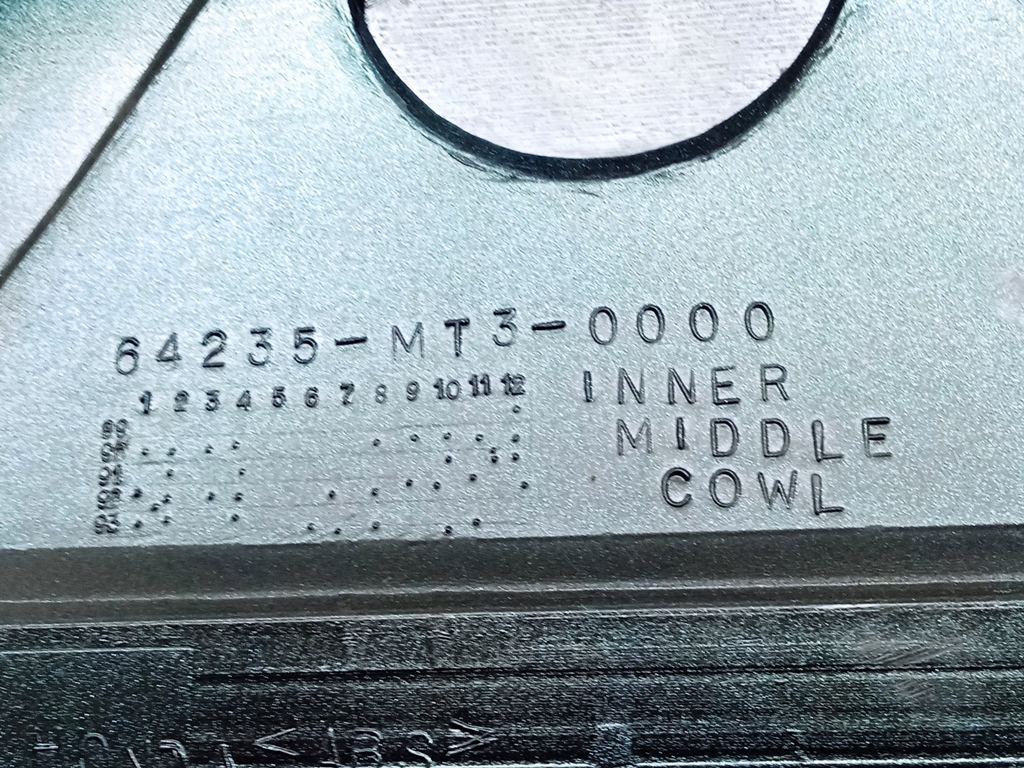 64235-MT3-0000
1 2 3 4 5 6 7 8 9 10 11 12
INNER
MIDDLE
COWL
>ABS<